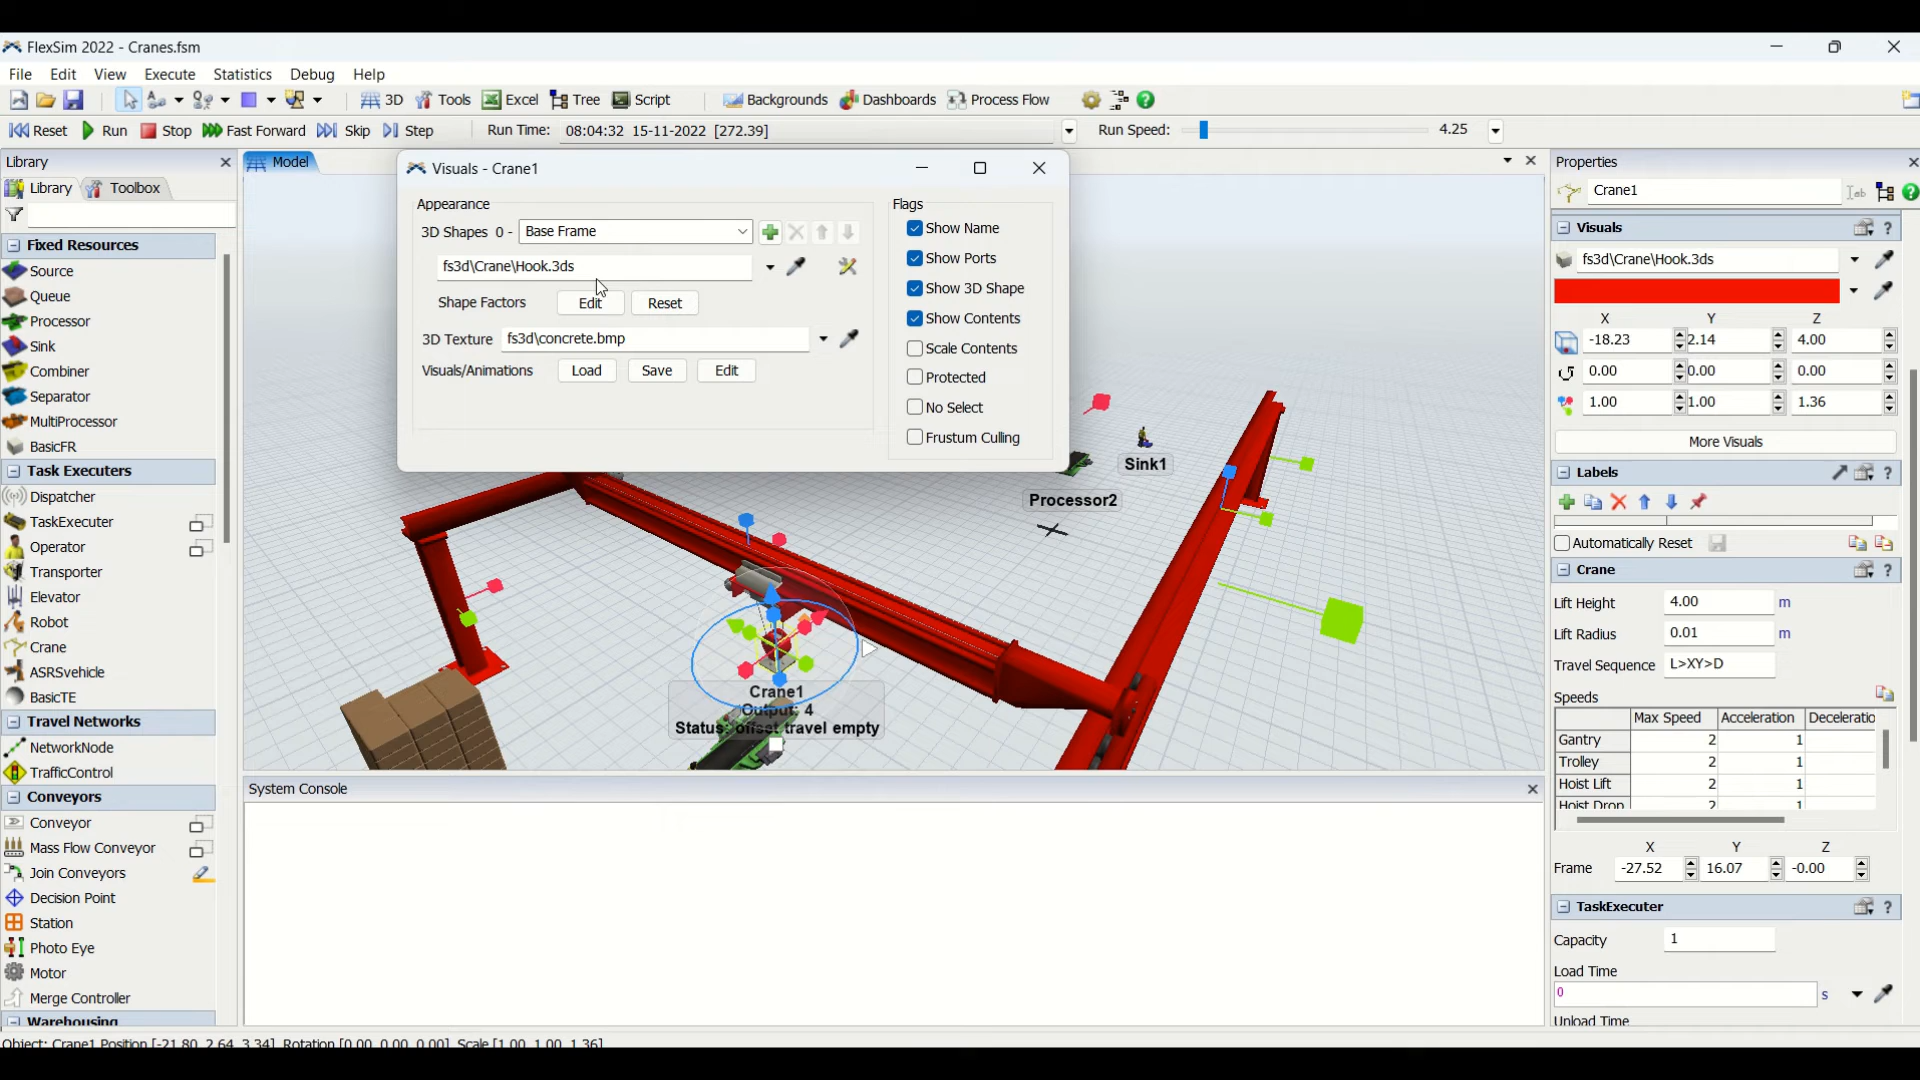 FlexSim 2022 - Cranes.fsm
File Edit View Execute Statistics Debug Help
3D Tools Excel Tree Script Backgrounds Dashboards Process Flow
Reset Run Stop Fast Forward Skip Step Run Time: 08:04:32 15-11-2022 [272.39] Run Speed: 4.25
Library
Library Toolbox
Fixed Resources
Source
Queue
Processor
Sink
Combiner
Separator
MultiProcessor
BasicFR
Task Executers
Dispatcher
TaskExecuter
Operator
Transporter
Elevator
Robot
Crane
ASRSvehicle
BasicTE
Travel Networks
NetworkNode
TrafficControl
Conveyors
Conveyor
Mass Flow Conveyor
Join Conveyors
Decision Point
Station
Photo Eye
Motor
Merge Controller
Warehousing
Model
Visuals - Crane1
Appearance
3D Shapes 0 - Base Frame
fs3d\Crane\Hook.3ds
Shape Factors Edit Reset
3D Texture fs3d\concrete.bmp
Visuals/Animations Load Save Edit
Flags
Show Name
Show Ports
Show 3D Shape
Show Contents
Scale Contents
Protected
No Select
Frustum Culling
Sink1
Processor2
Crane1
Output: 4
Status: offset travel empty
System Console
Properties
Crane1
Visuals
fs3d\Crane\Hook.3ds
X Y Z
-18.23 2.14 4.00
0.00 0.00 0.00
1.00 1.00 1.36
More Visuals
Labels
Automatically Reset
Crane
Lift Height 4.00 m
Lift Radius 0.01 m
Travel Sequence L>XY>D
Speeds
Max Speed Acceleration Deceleratio
Gantry 2 1
Trolley 2 1
Hoist Lift 2 1
Hoist Drop 2 1
X Y Z
Frame -27.52 16.07 -0.00
TaskExecuter
Capacity 1
Load Time
0 s
Unload Time
Object: Crane1 Position [-21.80, 2.64, 3.34] Rotation [0.00, 0.00, 0.00] Scale [1.00, 1.00, 1.36]